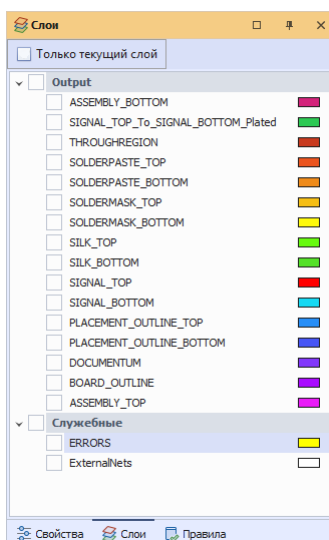 Слои
Только текущий слой
Output
ASSEMBLY_BOTTOM
SIGNAL_TOP_To_SIGNAL_BOTTOM_Plated
THROUGHREGION
SOLDERPASTE_TOP
SOLDERPASTE_BOTTOM
SOLDERMASK_TOP
SOLDERMASK_BOTTOM
SILK_TOP
SILK_BOTTOM
SIGNAL_TOP
SIGNAL_BOTTOM
PLACEMENT_OUTLINE_TOP
PLACEMENT_OUTLINE_BOTTOM
DOCUMENTUM
BOARD_OUTLINE
ASSEMBLY_TOP
Служебные
ERRORS
ExternalNets
Свойства Слои Правила